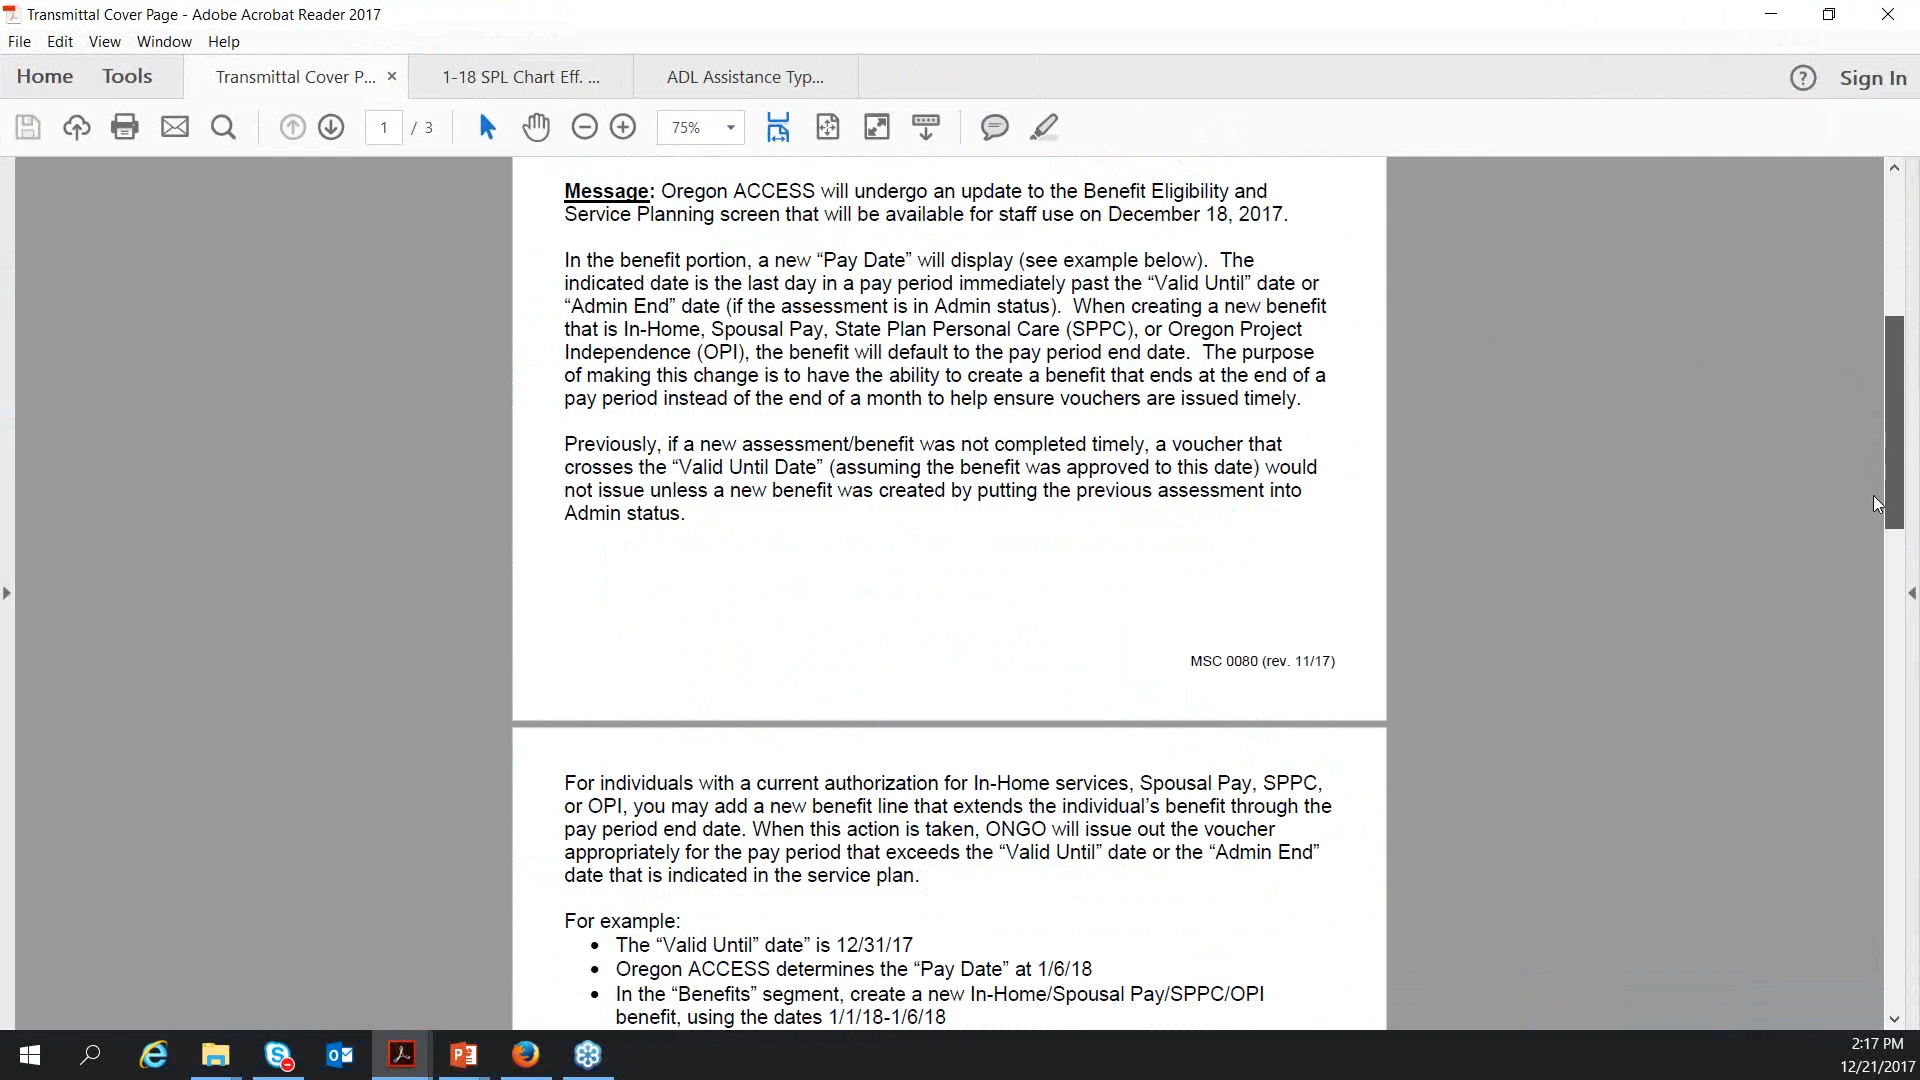 Transmittal Cover Page - Adobe Acrobat Reader 2017
File Edit View Window Help
Home Tools Transmittal Cover P... × 1-18 SPL Chart Eff. ... ADL Assistance Typ... ? Sign In
1 / 3 75%
Message: Oregon ACCESS will undergo an update to the Benefit Eligibility and
Service Planning screen that will be available for staff use on December 18, 2017.
In the benefit portion, a new “Pay Date” will display (see example below). The
indicated date is the last day in a pay period immediately past the “Valid Until” date or
“Admin End” date (if the assessment is in Admin status). When creating a new benefit
that is In-Home, Spousal Pay, State Plan Personal Care (SPPC), or Oregon Project
Independence (OPI), the benefit will default to the pay period end date. The purpose
of making this change is to have the ability to create a benefit that ends at the end of a
pay period instead of the end of a month to help ensure vouchers are issued timely.
Previously, if a new assessment/benefit was not completed timely, a voucher that
crosses the “Valid Until Date” (assuming the benefit was approved to this date) would
not issue unless a new benefit was created by putting the previous assessment into
Admin status.
MSC 0080 (rev. 11/17)
For individuals with a current authorization for In-Home services, Spousal Pay, SPPC,
or OPI, you may add a new benefit line that extends the individual’s benefit through the
pay period end date. When this action is taken, ONGO will issue out the voucher
appropriately for the pay period that exceeds the “Valid Until” date or the “Admin End”
date that is indicated in the service plan.
For example:
• The “Valid Until” date” is 12/31/17
• Oregon ACCESS determines the “Pay Date” at 1/6/18
• In the “Benefits” segment, create a new In-Home/Spousal Pay/SPPC/OPI
benefit, using the dates 1/1/18-1/6/18
2:17 PM
12/21/2017